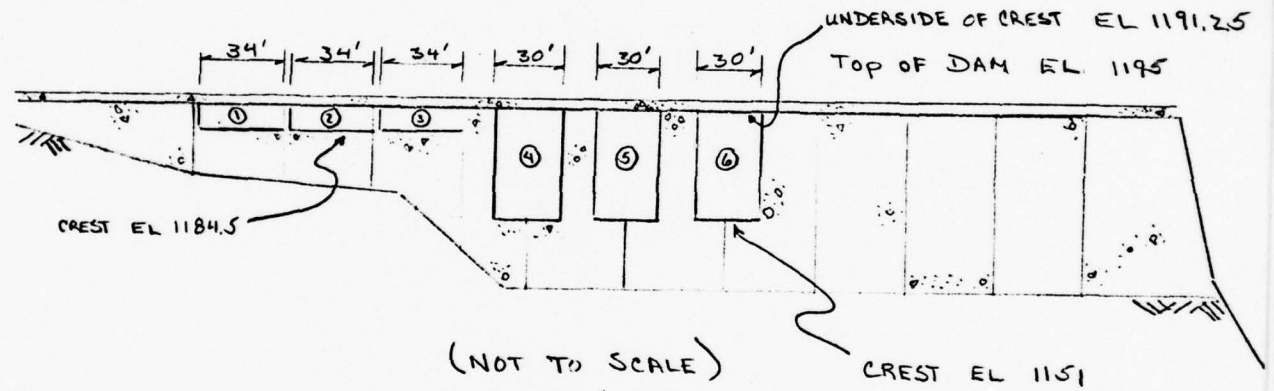 UNDERSIDE OF CREST EL 1191.25
TOP OF DAM EL. 1195
34' 34' 34' 30' 30' 30'
1 2 3
4 5 6
CREST EL 1184.5
(NOT TO SCALE)
CREST EL 1151